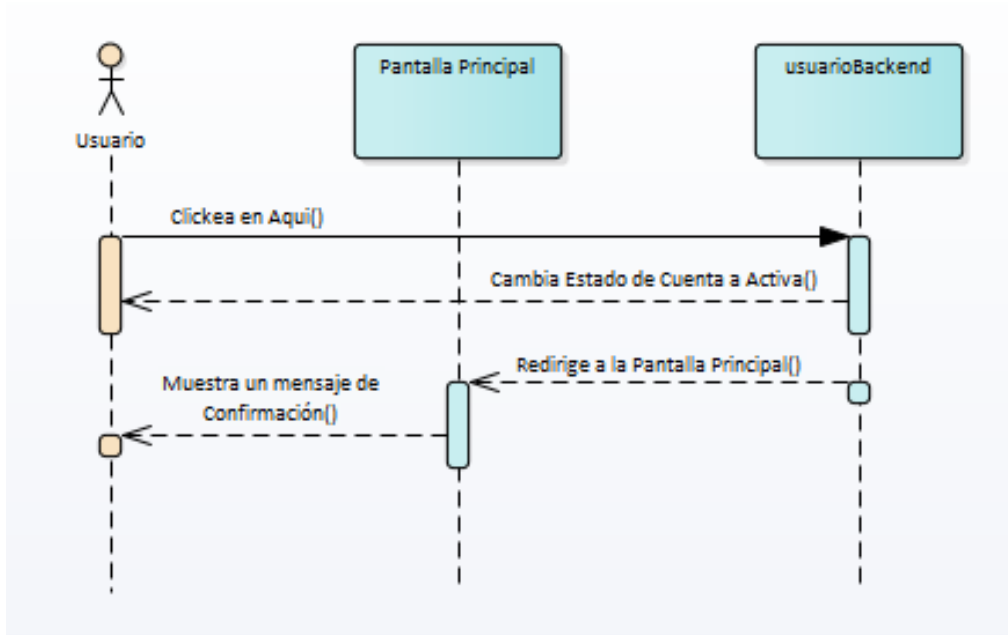 Usuario
Pantalla Principal
usuarioBackend
Clickea en Aqui()
Cambia Estado de Cuenta a Activa()
Redirige a la Pantalla Principal()
Muestra un mensaje de
Confirmación()